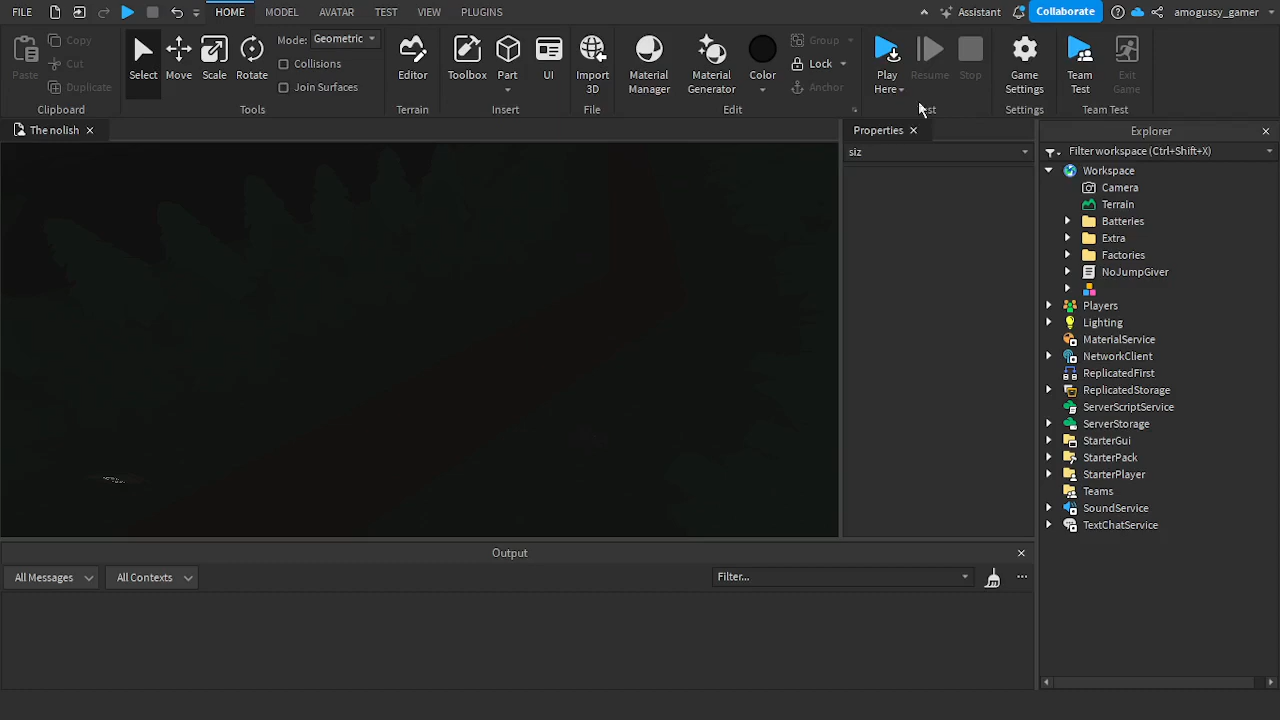 FILE HOME MODEL AVATAR TEST VIEW PLUGINS Assistant Collaborate amogussy_gamer
Paste
Copy
Cut
Duplicate
Clipboard
Select Move Scale Rotate
Mode: Geometric
Collisions
Join Surfaces
Tools
Editor
Terrain
Toolbox Part UI
Insert
Import
3D
File
Material
Manager
Material
Generator
Color
Group
Lock
Anchor
Edit
Play
Here
Resume Stop
Game
Settings
Settings
Team
Test
Exit
Game
Team Test
The nolish
Properties
siz
Explorer
Filter workspace (Ctrl+Shift+X)
Workspace
Camera
Terrain
Batteries
Extra
Factories
NoJumpGiver
Players
Lighting
MaterialService
NetworkClient
ReplicatedFirst
ReplicatedStorage
ServerScriptService
ServerStorage
StarterGui
StarterPack
StarterPlayer
Teams
SoundService
TextChatService
Output
All Messages All Contexts Filter...